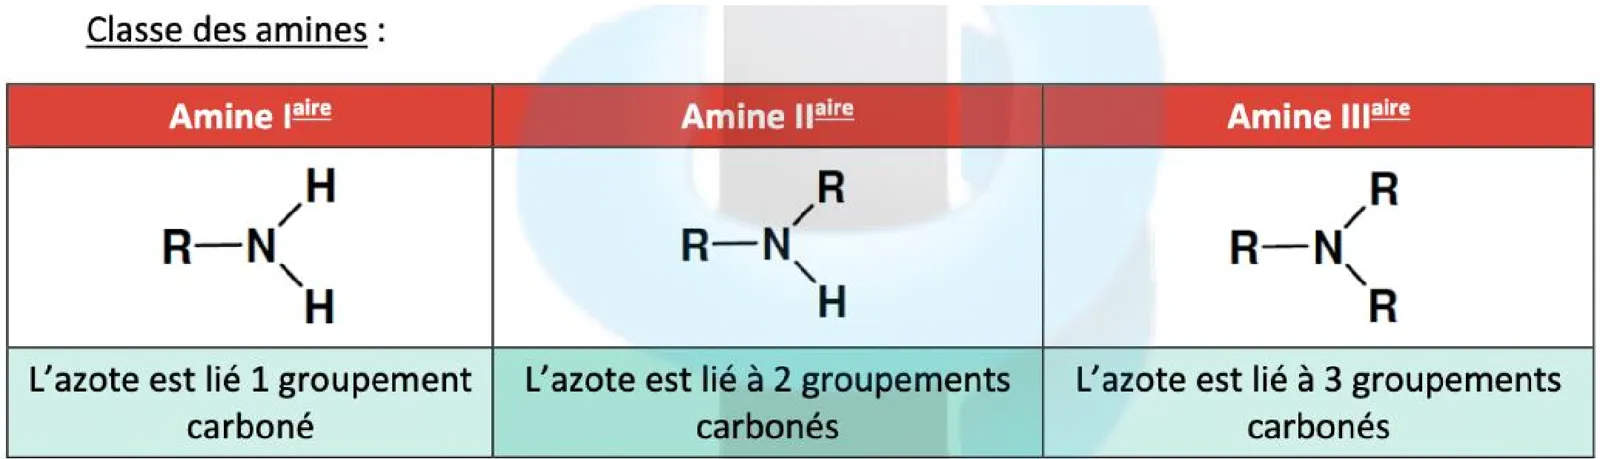 Classe des amines :
Amine Iaire
Amine IIaire
Amine IIIaire
H
R—N
H
R
R—N
H
R
R—N
R
L’azote est lié 1 groupement
carboné
L’azote est lié à 2 groupements
carbonés
L’azote est lié à 3 groupements
carbonés